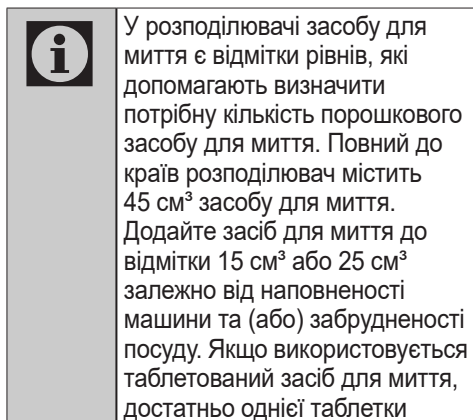 У розподілювачі засобу для
миття є відмітки рівнів, які
допомагають визначити
потрібну кількість порошкового
засобу для миття. Повний до
країв розподілювач містить
45 см³ засобу для миття.
Додайте засіб для миття до
відмітки 15 см³ або 25 см³
залежно від наповненості
машини та (або) забрудненості
посуду. Якщо використовується
таблетований засіб для миття,
достатньо однієї таблетки